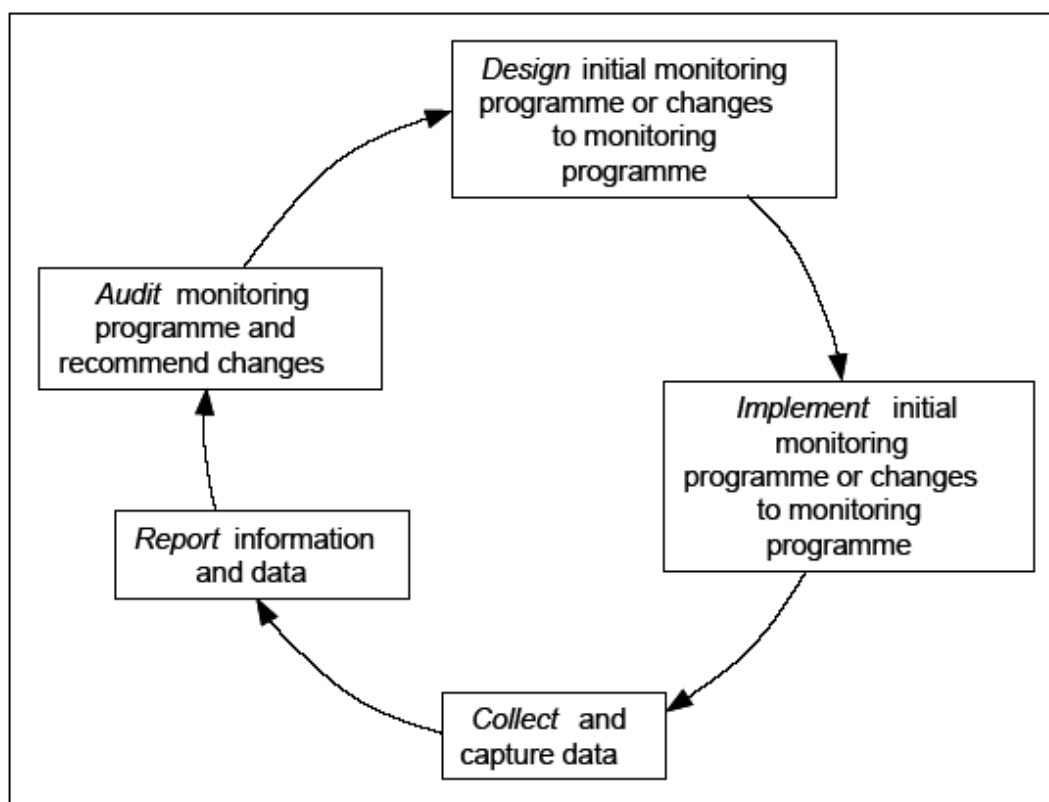 Design initial monitoring
programme or changes
to monitoring
programme
Implement initial
monitoring
programme or changes
to monitoring
programme
Collect and
capture data
Report information
and data
Audit monitoring
programme and
recommend changes